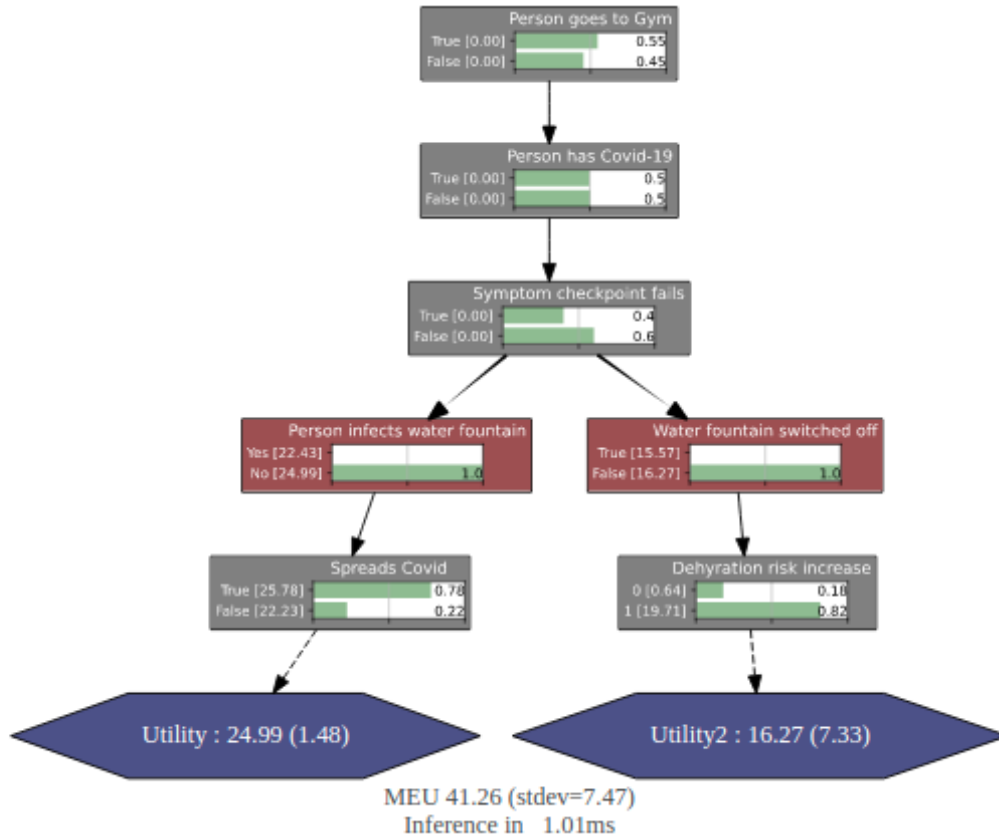 Person goes to Gym
True [0.00] 0.55
False [0.00] 0.45
Person has Covid-19
True [0.00] 0.5
False [0.00] 0.5
Symptom checkpoint fails
True [0.00] 0.4
False [0.00] 0.6
Person infects water fountain
Yes [22.43]
No [24.99] 1.0
Water fountain switched off
True [15.57]
False [16.27] 1.0
Spreads Covid
True [25.78] 0.78
False [22.23] 0.22
Dehyration risk increase
0 [0.64] 0.18
1 [19.71] 0.82
Utility : 24.99 (1.48)
Utility2 : 16.27 (7.33)
MEU 41.26 (stdev=7.47)
Inference in 1.01ms